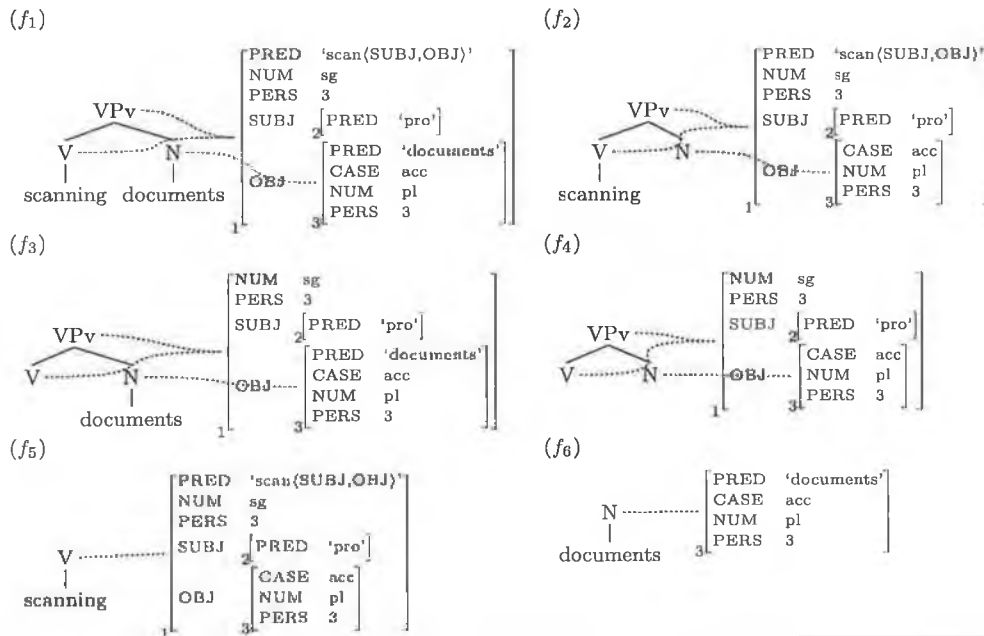 (f1) (f2)
PRED ‘scan⟨SUBJ,OBJ⟩’
NUM sg
PERS 3
SUBJ 2[PRED ‘pro’]
OBJ 3[PRED ‘documents’
CASE acc
NUM pl
PERS 3]
1
VPv
V N
scanning documents
PRED ‘scan⟨SUBJ,OBJ⟩’
NUM sg
PERS 3
SUBJ 2[PRED ‘pro’]
OBJ 3[CASE acc
NUM pl
PERS 3]
1
VPv
V N
scanning
(f3) (f4)
NUM sg
PERS 3
SUBJ 2[PRED ‘pro’]
OBJ 3[PRED ‘documents’
CASE acc
NUM pl
PERS 3]
1
VPv
V N
documents
NUM sg
PERS 3
SUBJ 2[PRED ‘pro’]
OBJ 3[CASE acc
NUM pl
PERS 3]
1
VPv
V N
(f5) (f6)
PRED ‘scan⟨SUBJ,OBJ⟩’
NUM sg
PERS 3
SUBJ 2[PRED ‘pro’]
OBJ 3[CASE acc
NUM pl
PERS 3]
1
V
scanning
PRED ‘documents’
CASE acc
NUM pl
PERS 3
3
N
documents